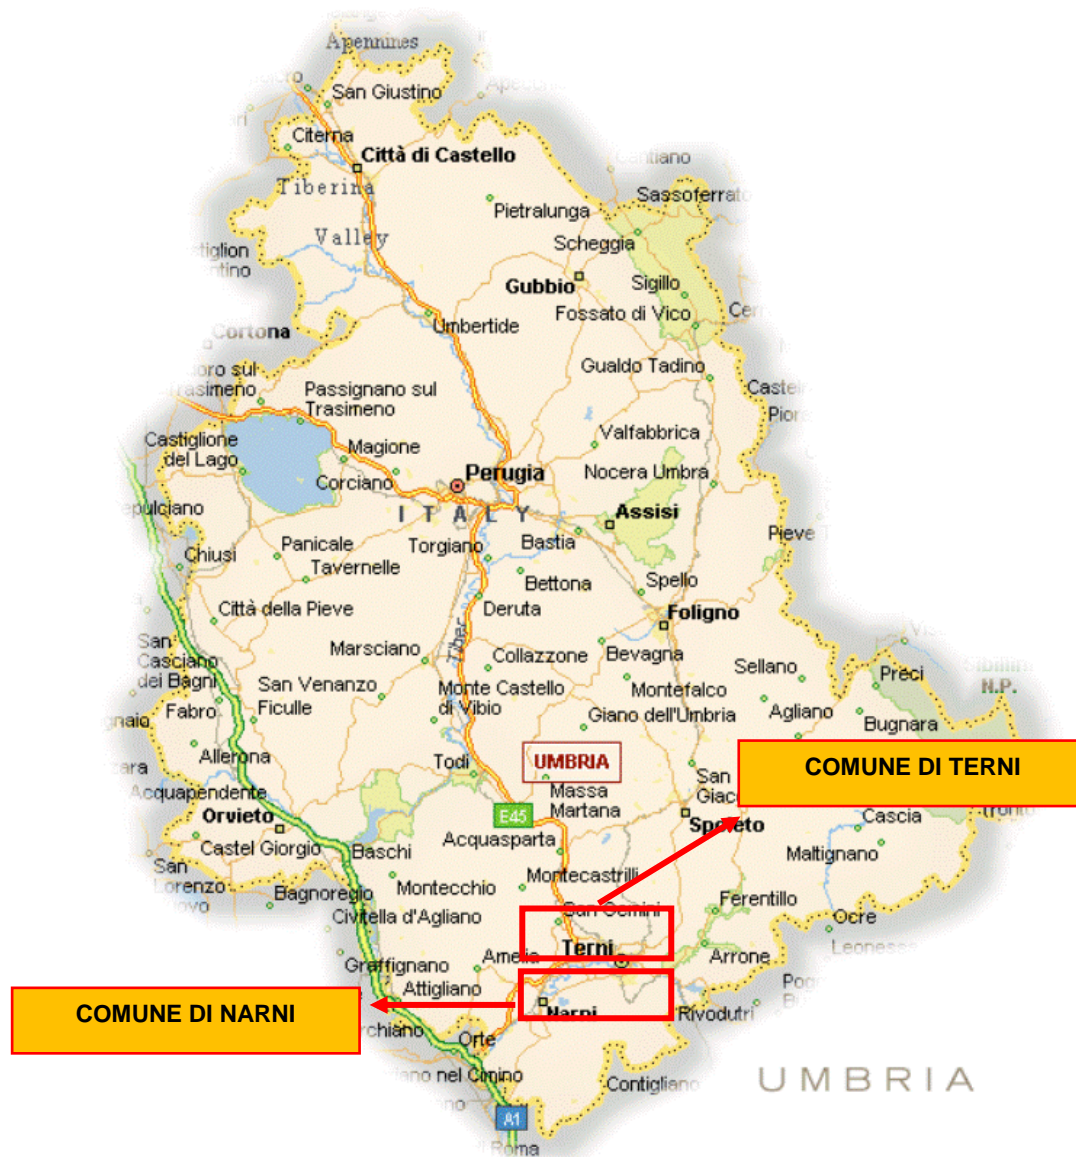 Apennines
San Giustino
Citerna
Città di Castello
Cantiano
Tiberina
Valley
Sassoferrato
Pietralunga
Scheggia
Gubbio
Sigillo
Fossato di Vico
Umbertide
Cortona
Gualdo Tadino
Passignano sul
Trasimeno
Valfabbrica
Castiglione
del Lago
Magione
Corciano
Perugia
Nocera Umbra
ITALY
Assisi
Torgiano
Bastia
Pieve
Chiusi
Panicale
Tavernelle
Bettona
Spello
Città della Pieve
Deruta
Foligno
Tiber
San
Casciano
dei Bagni
Marsciano
Collazzone
Bevagna
Sellano
Preci
N.P.
San Venanzo
Ficulle
Monte Castello
di Vibio
Montefalco
Giano dell'Umbria
Agliano
Bugnara
Fabro
Allerona
Todi
UMBRIA
COMUNE DI TERNI
Acquapendente
Massa
Martana
San
Orvieto
E45
Spoleto
Cascia
Castel Giorgio
Baschi
Acquasparta
Maltignano
San
Lorenzo
Bagnoregio
Montecchio
Montecastrilli
Ferentillo
Civitella d'Agliano
San Gemini
Ocre
Leonessa
Graffignano
Amelia
Terni
Arrone
Attigliano
Narni
Rivodutri
COMUNE DI NARNI
Orte
Contigliano
UMBRIA
A1
Roma